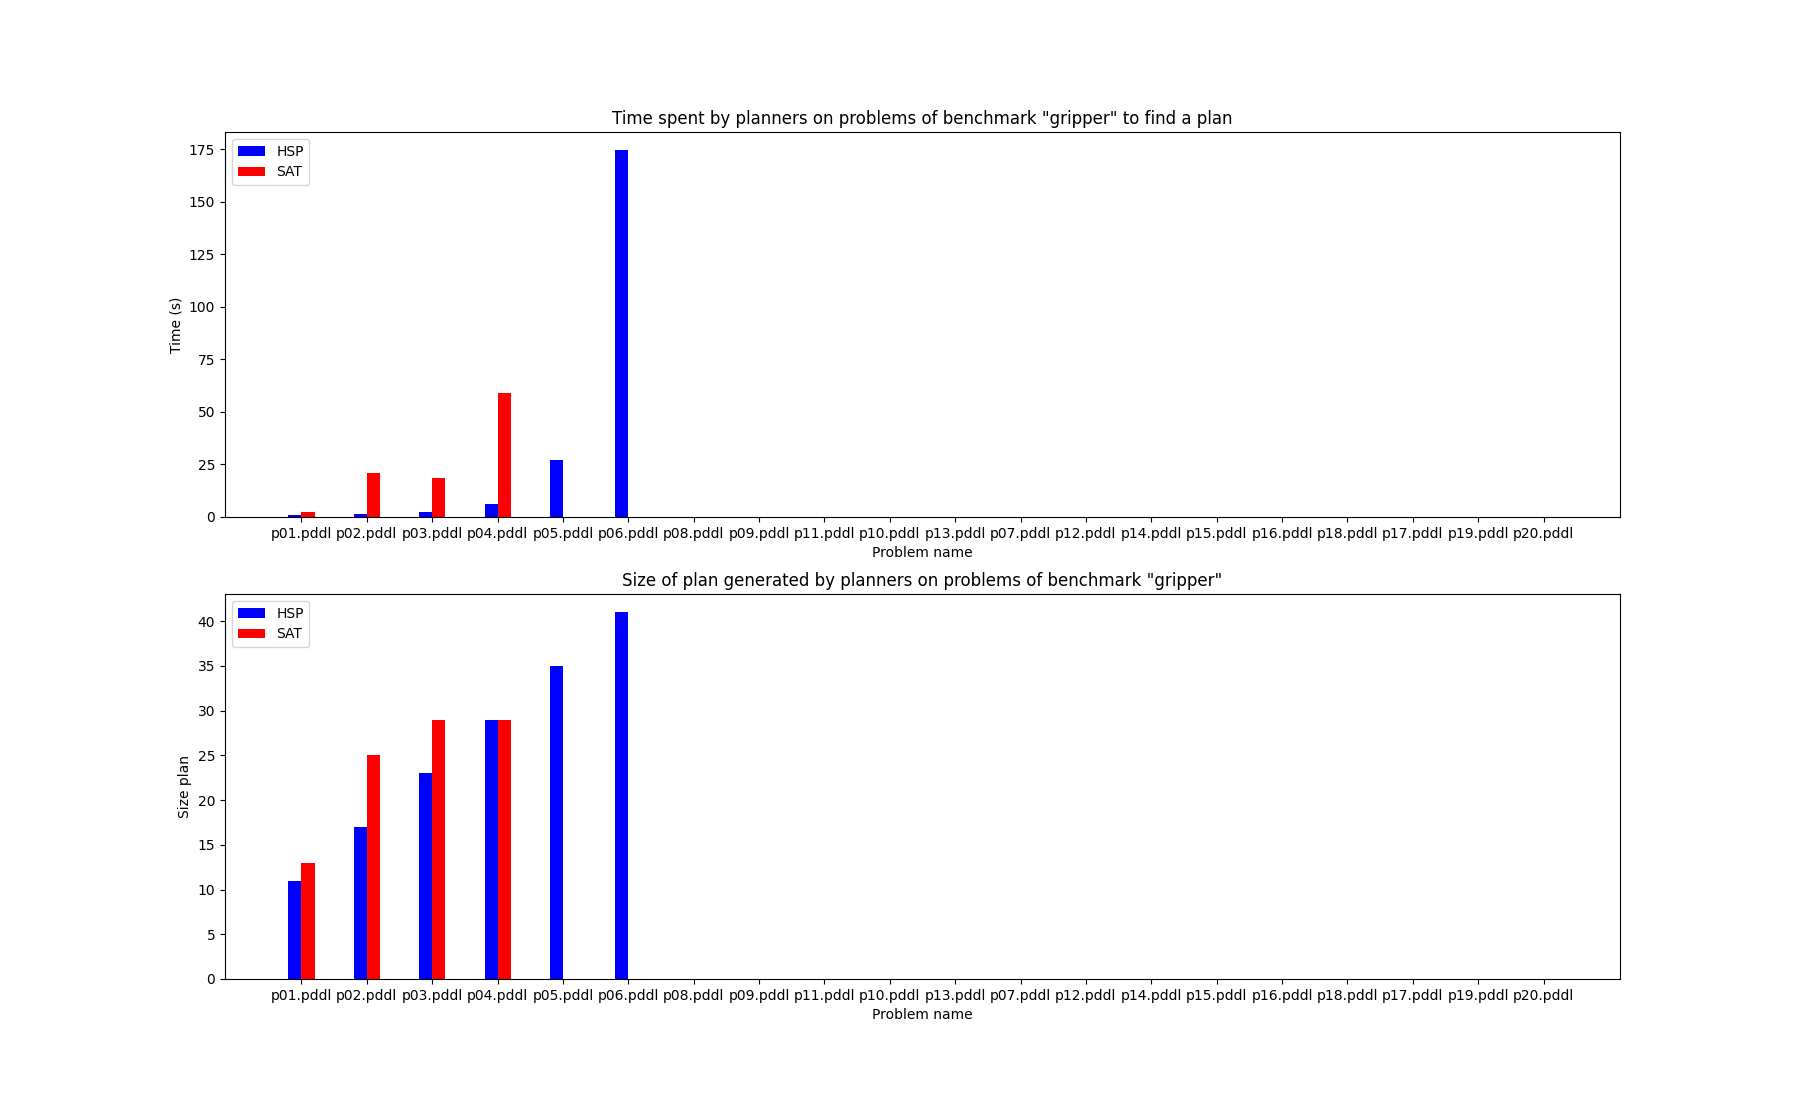 Time spent by planners on problems of benchmark "gripper" to find a plan
HSP
SAT
Time (s)
175
150
125
100
75
50
25
0
p01.pddl p02.pddl p03.pddl p04.pddl p05.pddl p06.pddl p08.pddl p09.pddl p11.pddl p10.pddl p13.pddl p07.pddl p12.pddl p14.pddl p15.pddl p16.pddl p18.pddl p17.pddl p19.pddl p20.pddl
Problem name
Size of plan generated by planners on problems of benchmark "gripper"
HSP
SAT
Size plan
40
35
30
25
20
15
10
5
0
p01.pddl p02.pddl p03.pddl p04.pddl p05.pddl p06.pddl p08.pddl p09.pddl p11.pddl p10.pddl p13.pddl p07.pddl p12.pddl p14.pddl p15.pddl p16.pddl p18.pddl p17.pddl p19.pddl p20.pddl
Problem name